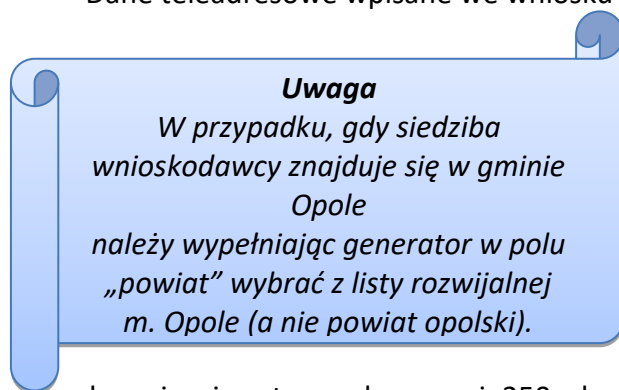 Dane teleadresowe wpisane we wniosku
Uwaga
W przypadku, gdy siedziba
wnioskodawcy znajduje się w gminie
Opole
należy wypełniając generator w polu
„powiat” wybrać z listy rozwijalnej
m. Opole (a nie powiat opolski).
250